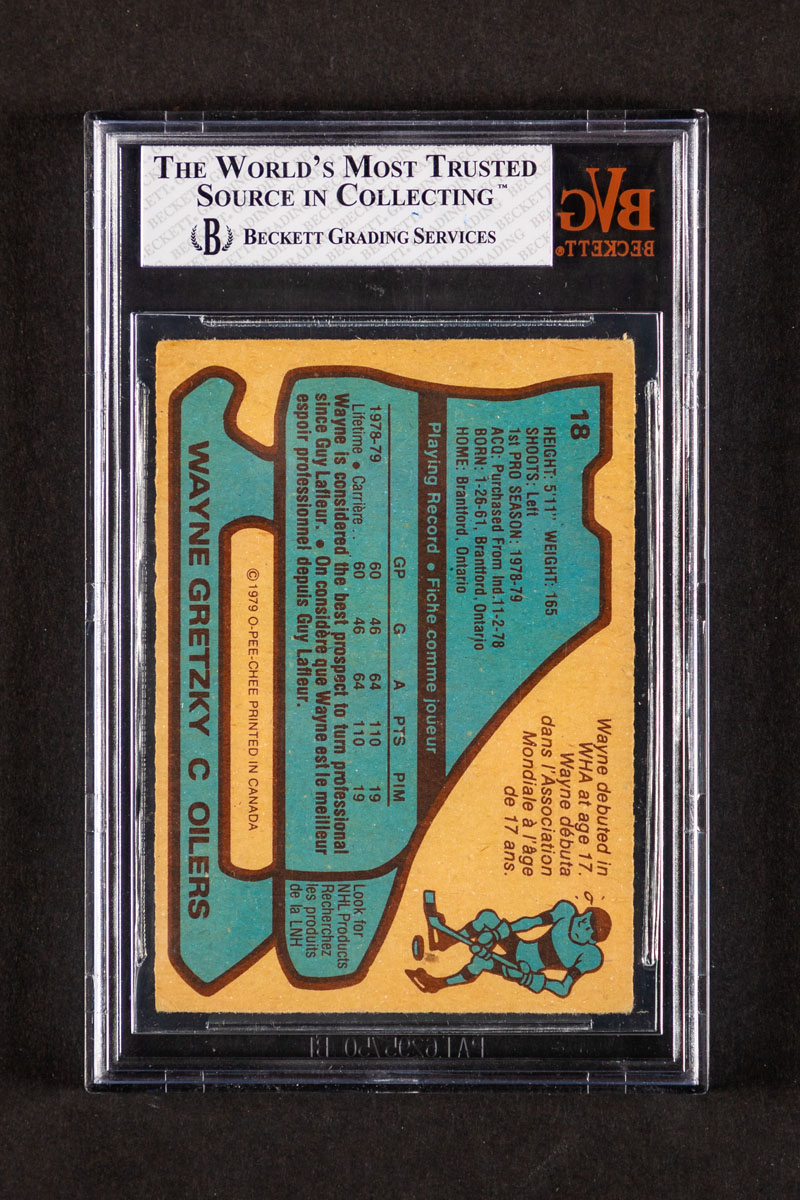 THE WORLD'S MOST TRUSTED
SOURCE IN COLLECTING™
B BECKETT GRADING SERVICES
BVG
BECKETT®
18
HEIGHT: 5'11" WEIGHT: 165
SHOOTS: Left
1st PRO SEASON: 1978-79
ACQ: Purchased From Ind. 11-2-78
BORN: 1-26-61, Brantford, Ontario
HOME: Brantford, Ontario
Wayne debuted in
WHA at age 17.
Wayne débuta
dans l'Association
Mondiale à l'âge
de 17 ans.
Playing Record • Fiche comme joueur
GP G A PTS PIM
1978-79 60 46 64 110 19
Lifetime • Carrière... 60 46 64 110 19
Wayne is considered the best prospect to turn professional
since Guy Lafleur. • On considère que Wayne est le meilleur
espoir professionnel depuis Guy Lafleur.
Look for
NHL Products
Recherchez
les produits
de la LNH
© 1979 O-PEE-CHEE PRINTED IN CANADA
WAYNE GRETZKY C OILERS